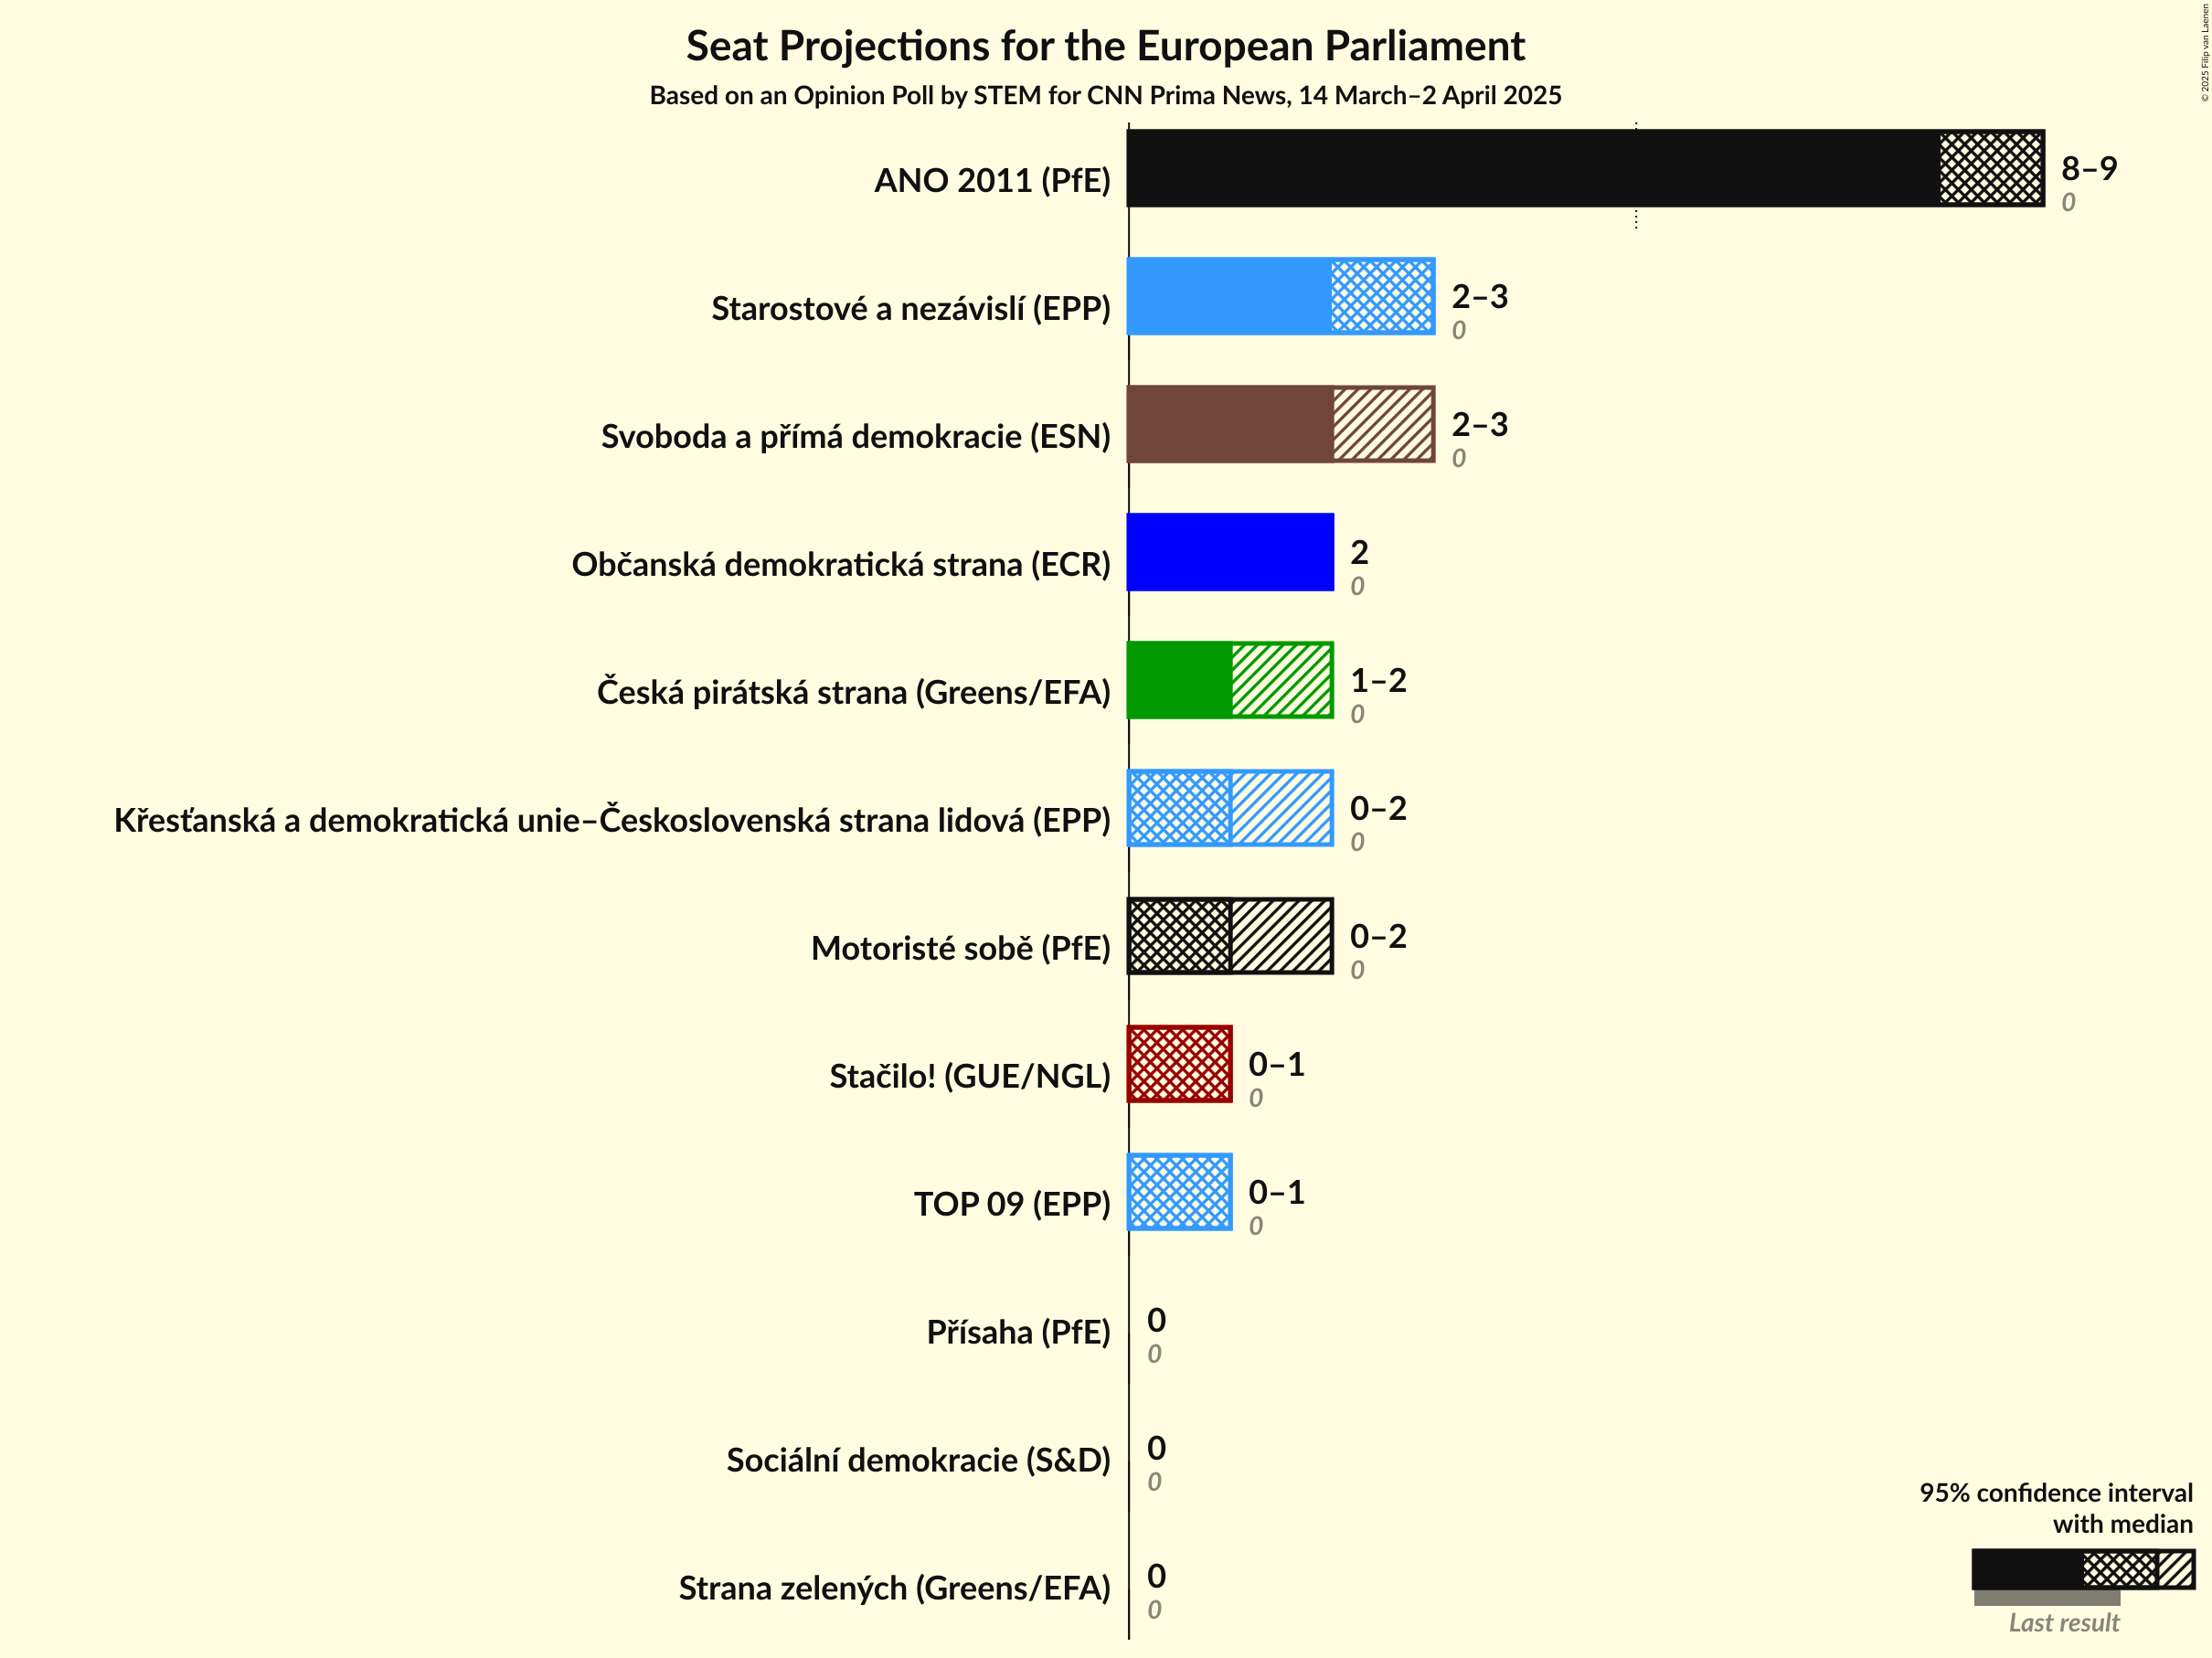 Seat Projections for the European Parliament
Based on an Opinion Poll by STEM for CNN Prima News, 14 March–2 April 2025
© 2025 Filip van Laenen
ANO 2011 (PfE)
8–9
0
Starostové a nezávislí (EPP)
2–3
0
Svoboda a přímá demokracie (ESN)
2–3
0
Občanská demokratická strana (ECR)
2
0
Česká pirátská strana (Greens/EFA)
1–2
0
Křesťanská a demokratická unie–Československá strana lidová (EPP)
0–2
0
Motoristé sobě (PfE)
0–2
0
Stačilo! (GUE/NGL)
0–1
0
TOP 09 (EPP)
0–1
0
Přísaha (PfE)
0
0
Sociální demokracie (S&D)
0
0
Strana zelených (Greens/EFA)
0
0
95% confidence interval
with median
Last result